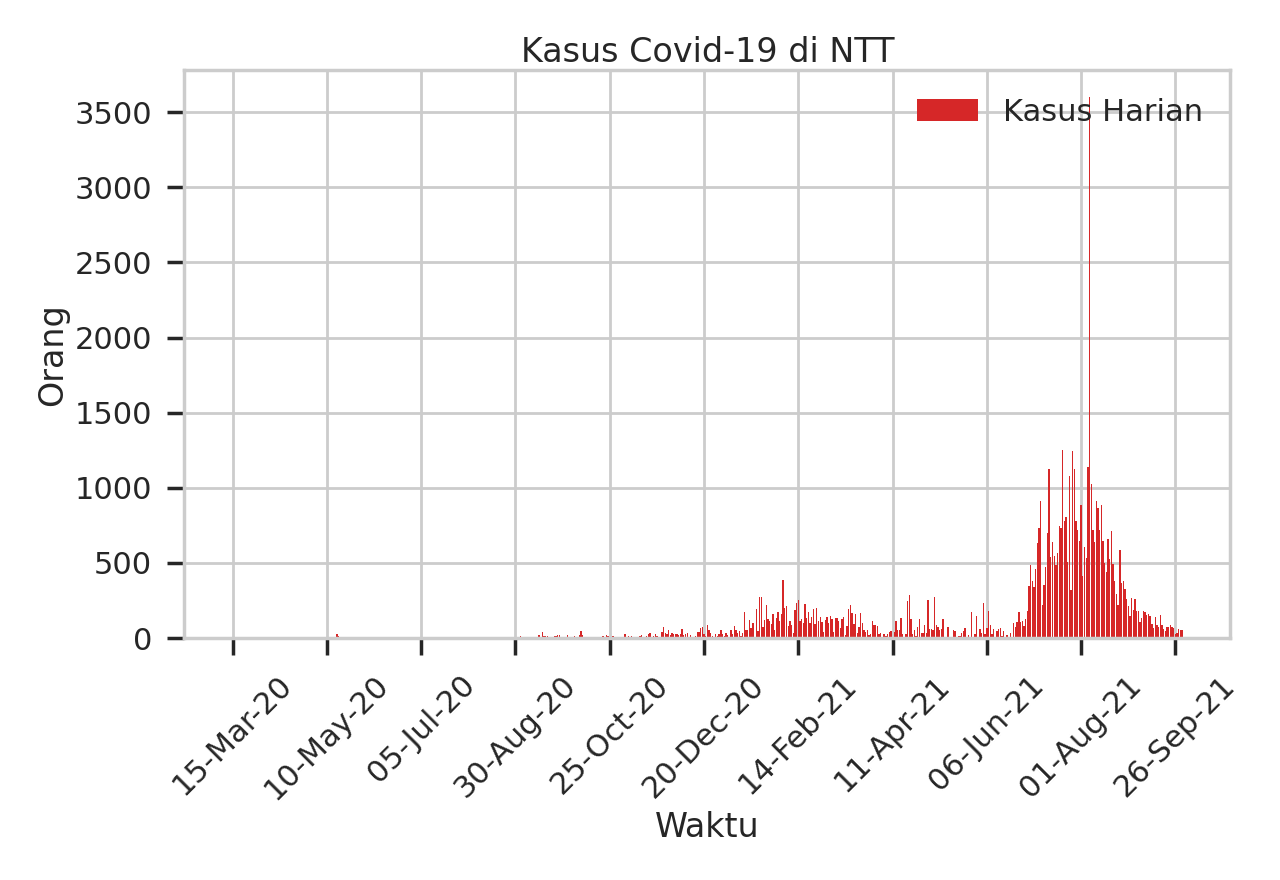 Kasus Covid-19 di NTT
Kasus Harian
Orang
3500
3000
2500
2000
1500
1000
500
0
15-Mar-20
10-May-20
05-Jul-20
30-Aug-20
25-Oct-20
20-Dec-20
14-Feb-21
11-Apr-21
06-Jun-21
01-Aug-21
26-Sep-21
Waktu